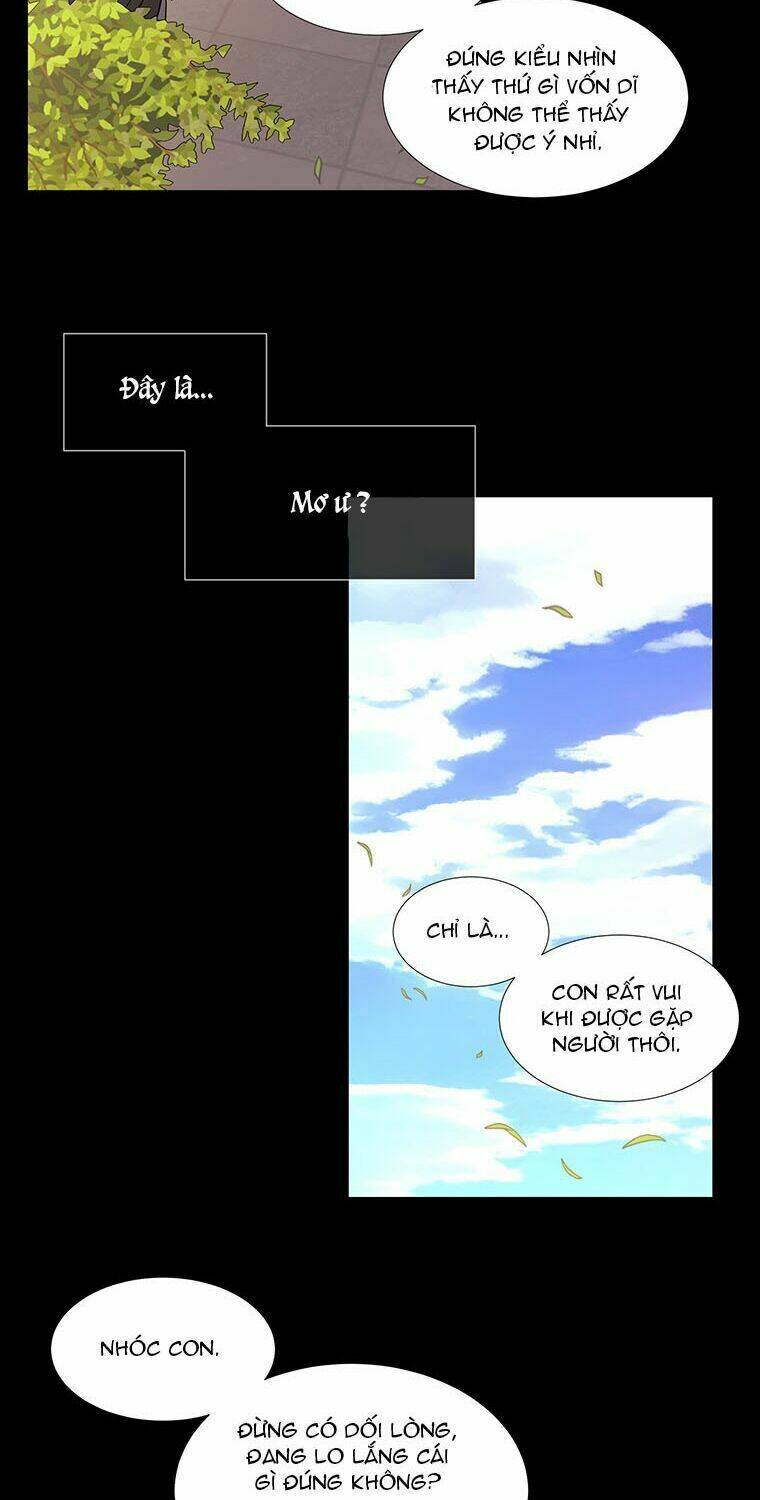 ĐÚNG KIỂU NHÌN
THẤY THỨ GÌ VỐN DĨ
KHÔNG THỂ THẤY
ĐƯỢC Ý NHỈ.
Đây là...
Mơ ư?
CHỈ LÀ...
CON RẤT VUI
KHI ĐƯỢC GẶP
NGƯỜI THÔI.
NHÓC CON.
ĐỪNG CÓ DỐI LÒNG,
ĐANG LO LẮNG CÁI
GÌ ĐÚNG KHÔNG?